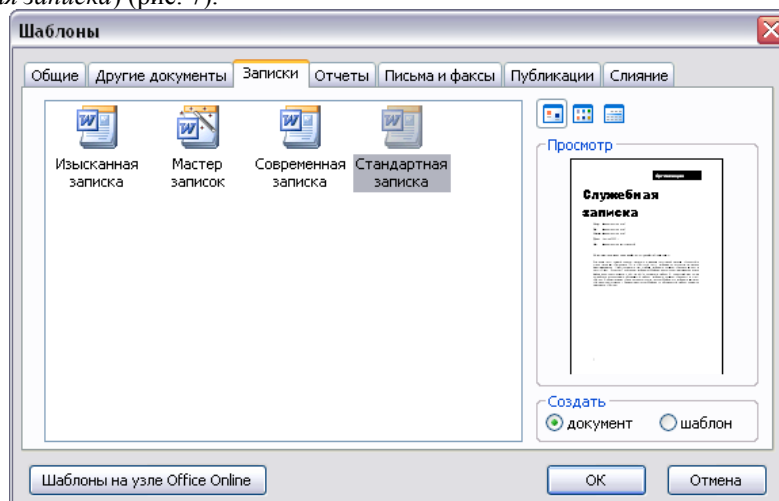 я записка) (рис. 7).
Шаблоны
Общие Другие документы Записки Отчеты Письма и факсы Публикации Слияние
Изысканная записка
Мастер записок
Современная записка
Стандартная записка
Просмотр
Служебная
записка
Создать
документ шаблон
Шаблоны на узле Office Online ОК Отмена